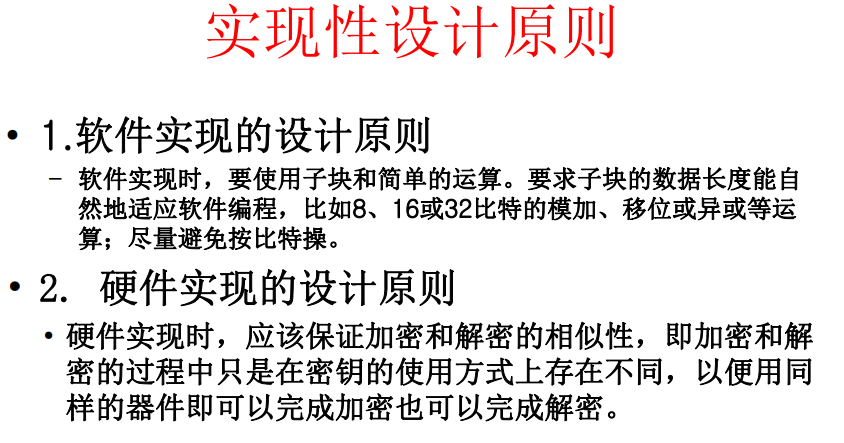 实现性设计原则
• 1.软件实现的设计原则
– 软件实现时，要使用子块和简单的运算。要求子块的数据长度能自
然地适应软件编程，比如8、16或32比特的模加、移位或异或等运
算；尽量避免按比特操。
• 2. 硬件实现的设计原则
• 硬件实现时，应该保证加密和解密的相似性，即加密和解
密的过程中只是在密钥的使用方式上存在不同，以便用同
样的器件即可以完成加密也可以完成解密。